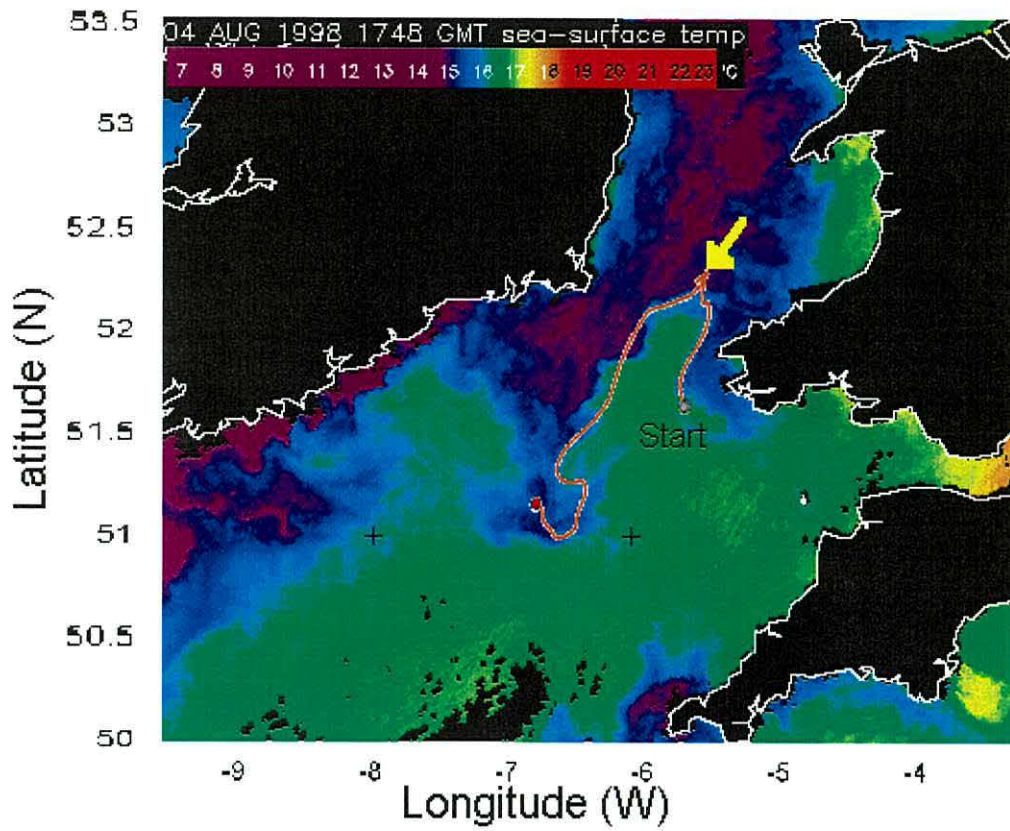 53.5
04 AUG 1998 1748 GMT sea-surface temp
7 8 9 10 11 12 13 14 15 16 17 18 19 20 21 22 23 °C
53
52.5
52
51.5
Start
51
50.5
50
-9 -8 -7 -6 -5 -4
Latitude (N)
Longitude (W)